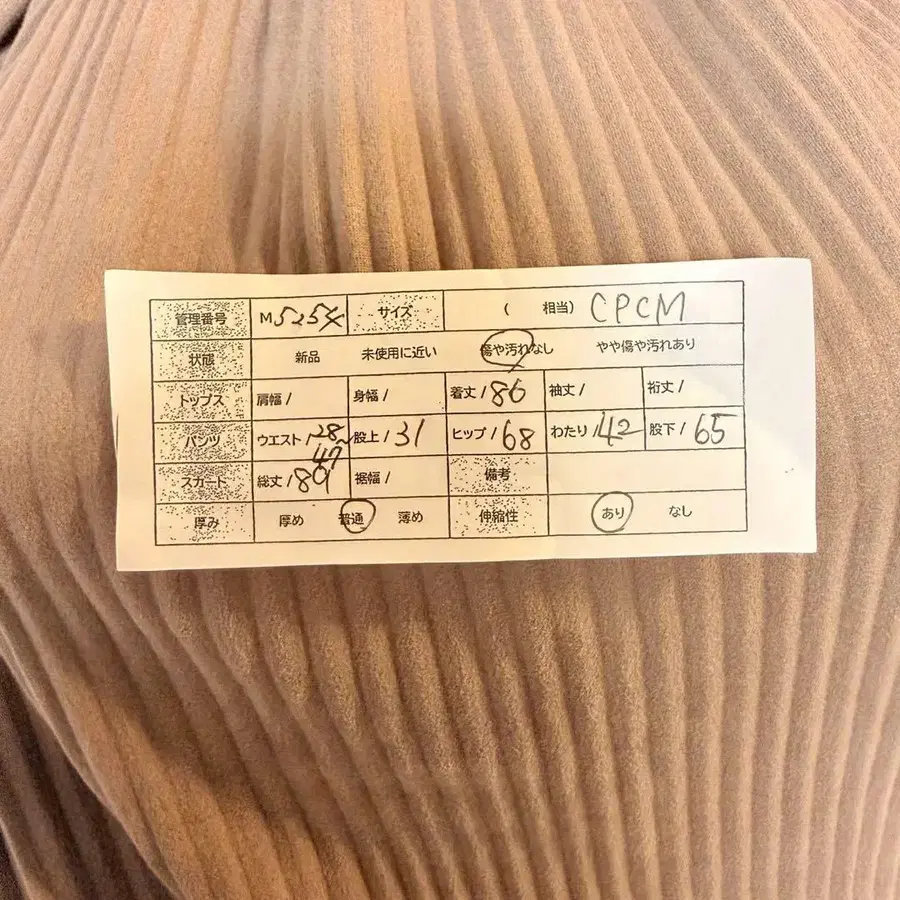 管理番号 サイズ ( 相当) CPCM
状態 新品 未使用に近い 傷や汚れなし やや傷や汚れあり
トップス 肩幅 / 身幅 / 着丈 / 86 袖丈 / 裄丈 /
パンツ ウエスト / 28~47 股上 / 31 ヒップ / 68 わたり / 42 股下 / 65
スカート 総丈 / 89 裾幅 / 備考
厚み 厚め 普通 薄め 伸縮性 あり なし